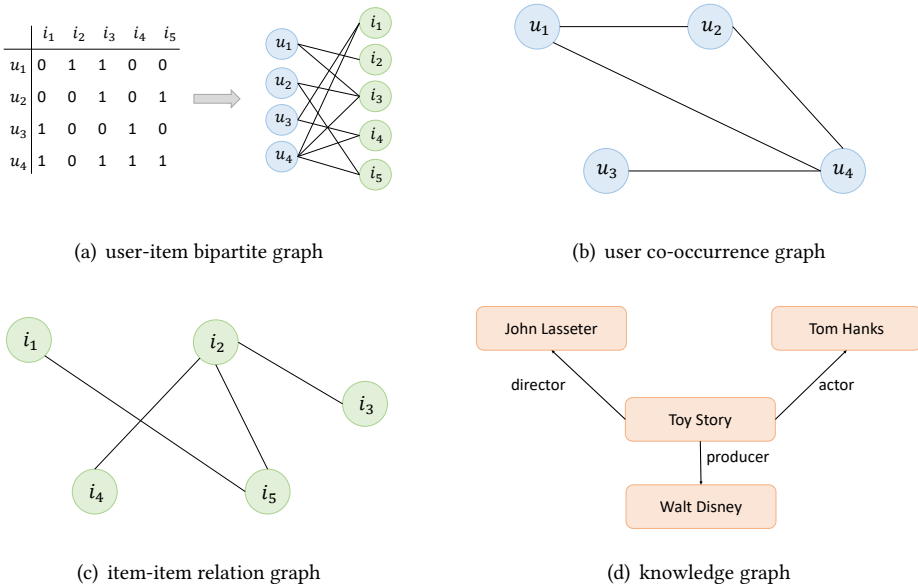 i1 i2 i3 i4 i5
u1 0 1 1 0 0
u2 0 0 1 0 1
u3 1 0 0 1 0
u4 1 0 1 1 1
u1
u2
u3
u4
i1
i2
i3
i4
i5
(a) user-item bipartite graph
u1 u2
u3 u4
(b) user co-occurrence graph
i1 i2
i3
i4 i5
(c) item-item relation graph
John Lasseter Tom Hanks
director actor
Toy Story
producer
Walt Disney
(d) knowledge graph